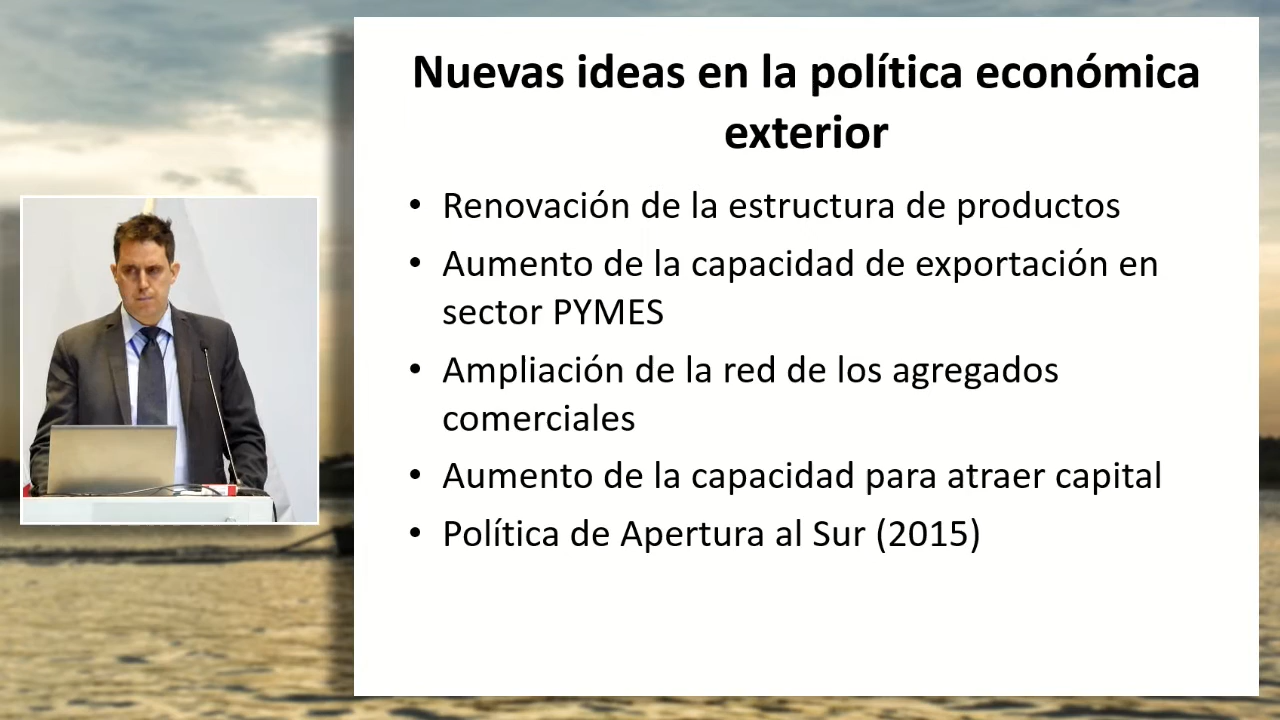 Nuevas ideas en la política económica
exterior
• Renovación de la estructura de productos
• Aumento de la capacidad de exportación en
sector PYMES
• Ampliación de la red de los agregados
comerciales
• Aumento de la capacidad para atraer capital
• Política de Apertura al Sur (2015)